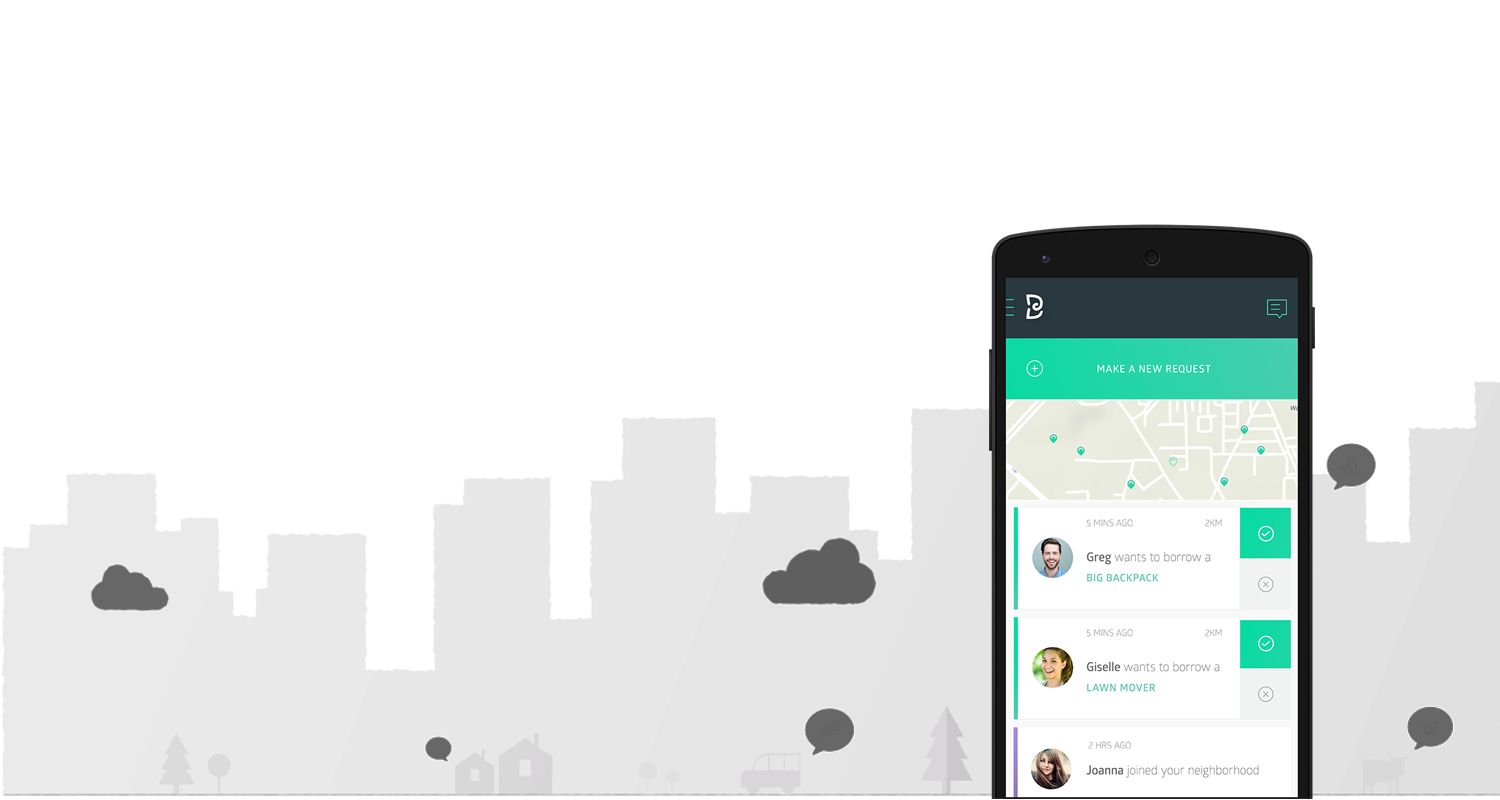 MAKE A NEW REQUEST
5 MINS AGO 2KM
Greg wants to borrow a
BIG BACKPACK
5 MINS AGO 2KM
Giselle wants to borrow a
LAWN MOVER
2 HRS AGO
Joanna joined your neighborhood